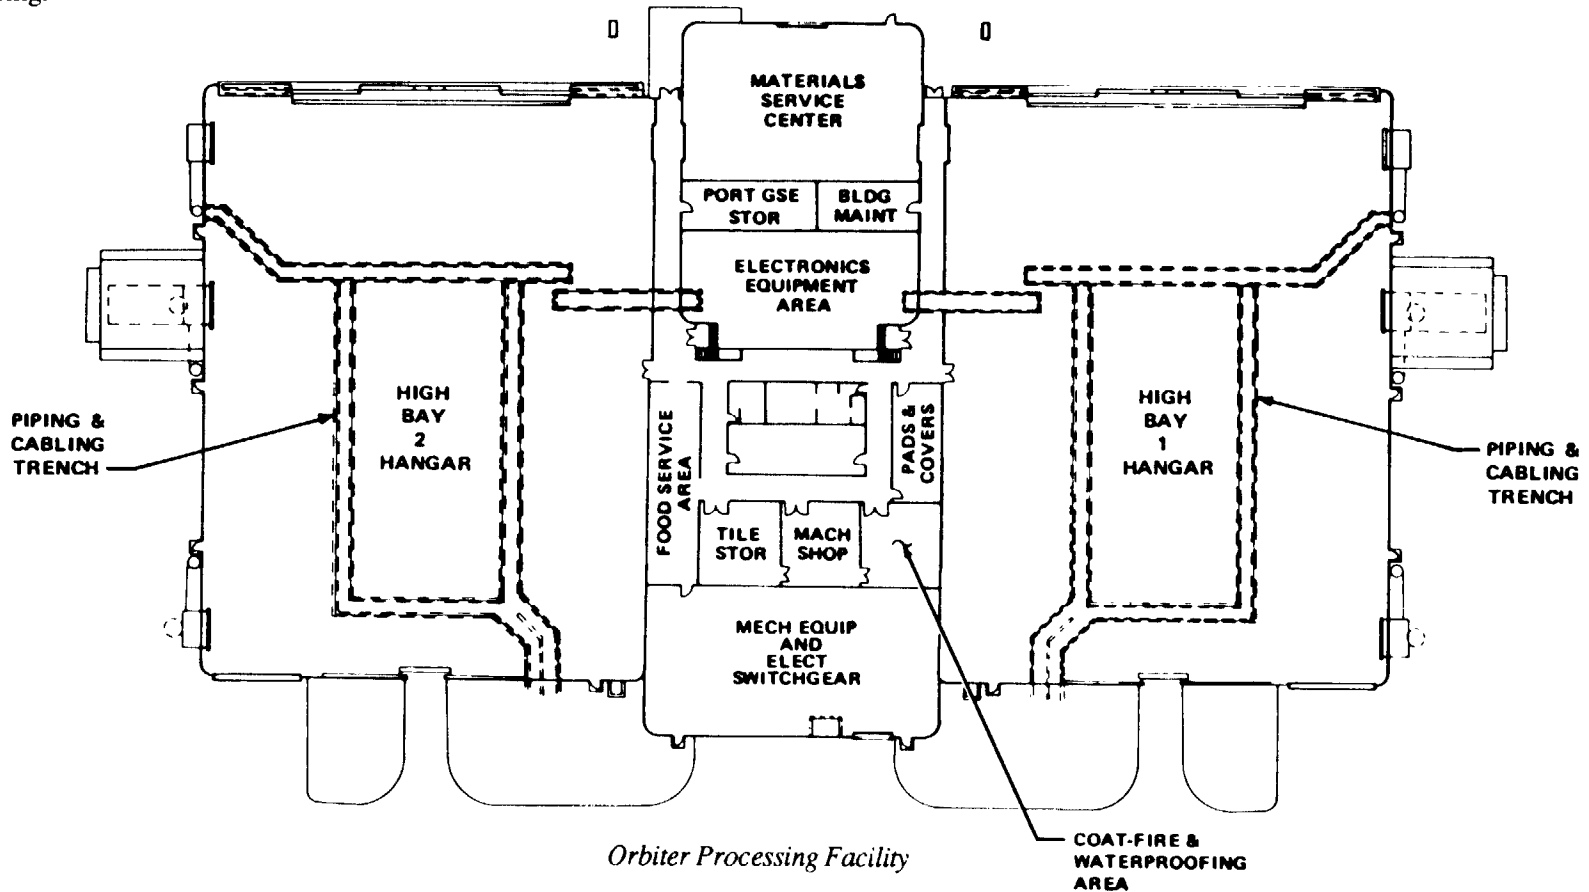 MATERIALS
SERVICE
CENTER
PORT GSE
STOR
BLDG
MAINT
ELECTRONICS
EQUIPMENT
AREA
HIGH
BAY
2
HANGAR
HIGH
BAY
1
HANGAR
PIPING &
CABLING
TRENCH
PIPING &
CABLING
TRENCH
FOOD SERVICE
AREA
PADS &
COVERS
TILE
STOR
MACH
SHOP
MECH EQUIP
AND
ELECT
SWITCHGEAR
COAT-FIRE &
WATERPROOFING
AREA
Orbiter Processing Facility